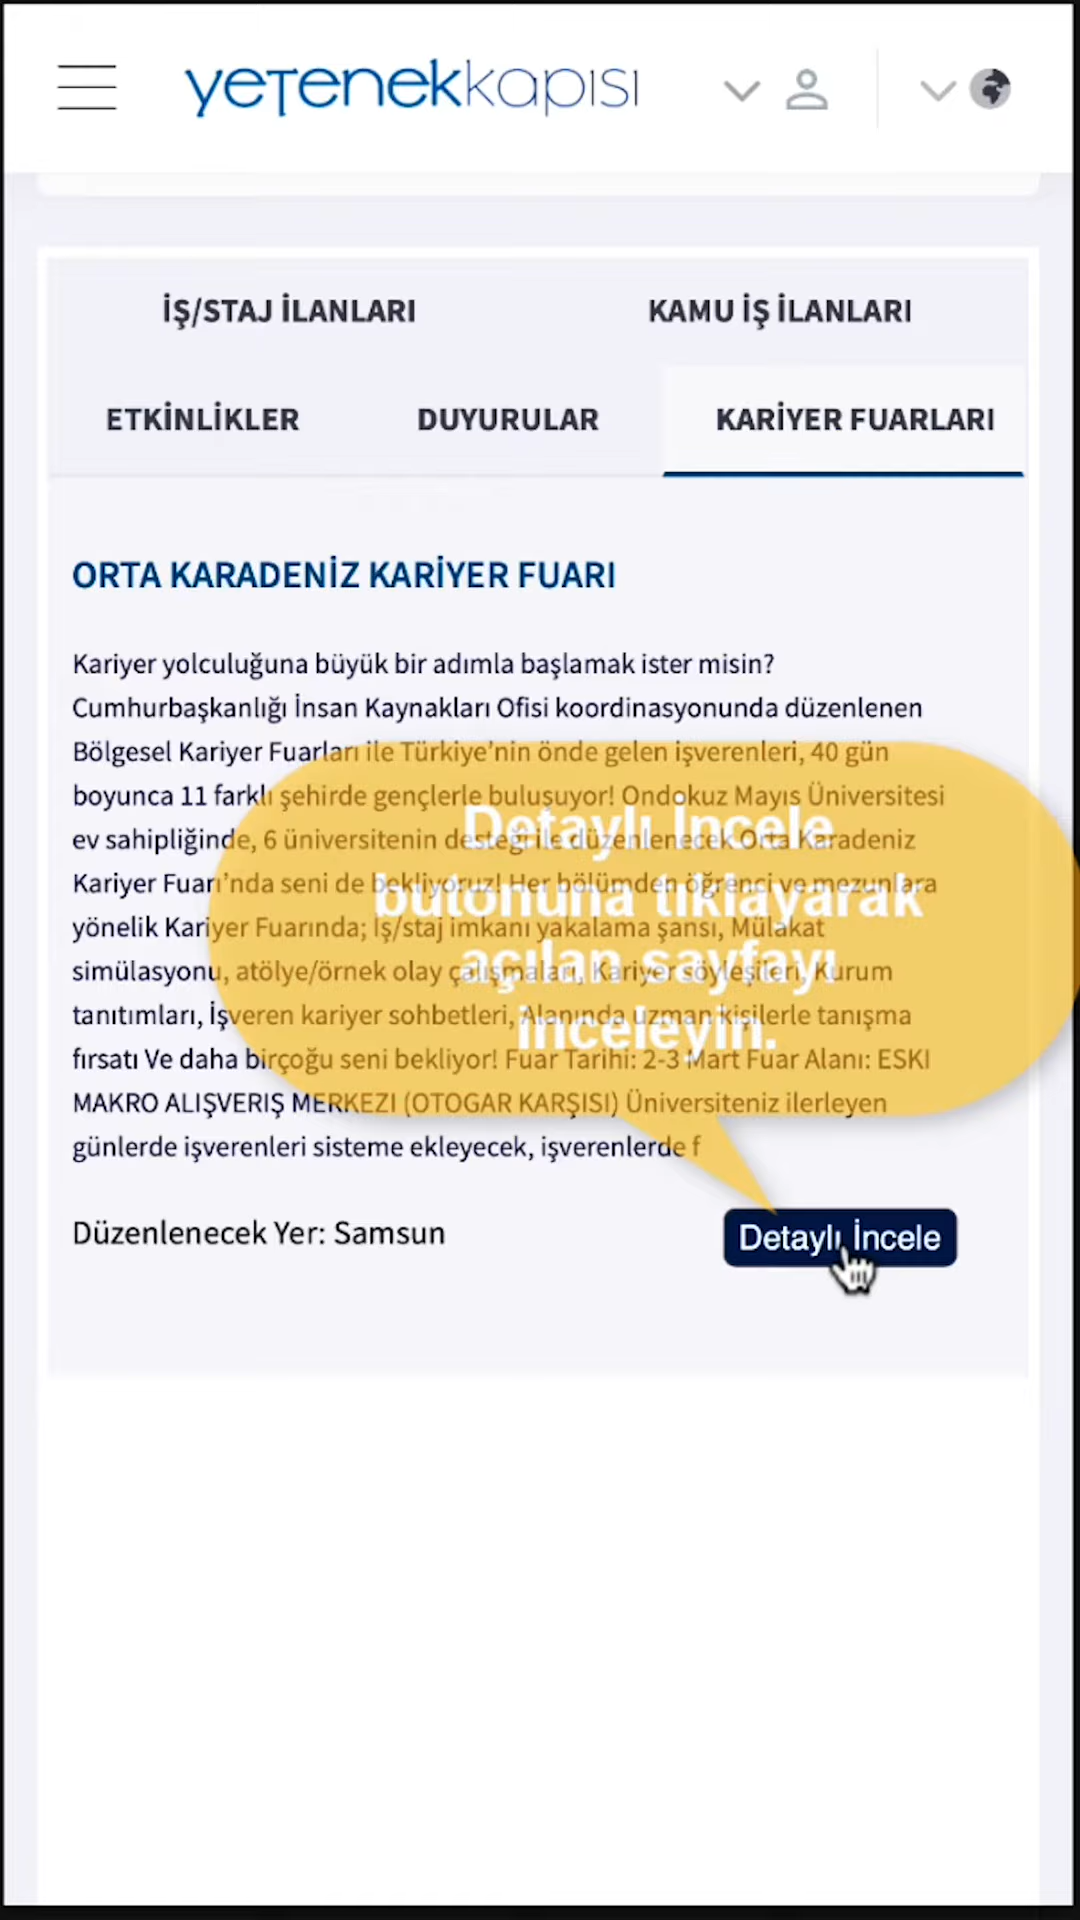 yetenekkapısı
İŞ/STAJ İLANLARI
KAMU İŞ İLANLARI
ETKİNLİKLER
DUYURULAR
KARİYER FUARLARI
ORTA KARADENİZ KARİYER FUARI
Kariyer yolculuğuna büyük bir adımla başlamak ister misin?
Cumhurbaşkanlığı İnsan Kaynakları Ofisi koordinasyonunda düzenlenen
Bölgesel Kariyer Fuarları ile Türkiye'nin önde gelen işverenleri, 40 gün
boyunca 11 farklı şehirde gençlerle buluşuyor! Ondokuz Mayıs Üniversitesi
ev sahipliğinde, 6 üniversitenin desteği ile düzenlenecek Orta Karadeniz
Kariyer Fuarı'nda seni de bekliyoruz! Her bölümden öğrenci ve mezunlara
yönelik Kariyer Fuarında; İş/staj imkanı yakalama şansı, Mülakat
simülasyonu, atölye/örnek olay çalışmaları, Kariyer söyleşileri, Kurum
tanıtımları, İşveren kariyer sohbetleri, Alanında uzman kişilerle tanışma
fırsatı Ve daha birçoğu seni bekliyor! Fuar Tarihi: 2-3 Mart Fuar Alanı: ESKI
MAKRO ALIŞVERIŞ MERKEZI (OTOGAR KARŞISI) Üniversiteniz ilerleyen
günlerde işverenleri sisteme ekleyecek, işverenlerde f
Detaylı İncele
butonuna tıklayarak
açılan sayfayı
inceleyin.
Düzenlenecek Yer: Samsun
Detaylı İncele